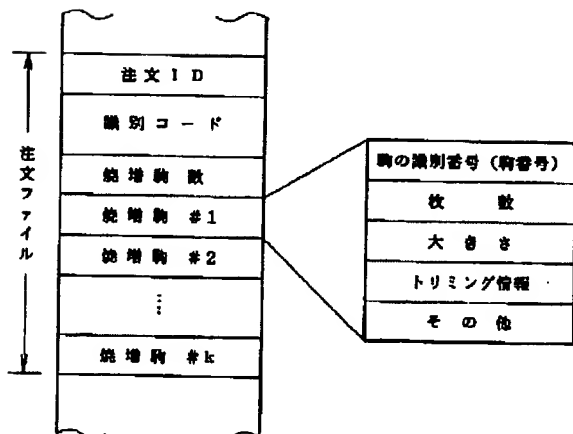 注文ファイル
注文ID
識別コード
焼増駒数
焼増駒 #1
焼増駒 #2
⋮
焼増駒 #k
駒の識別番号(駒番号)
枚数
大きさ
トリミング情報
その他